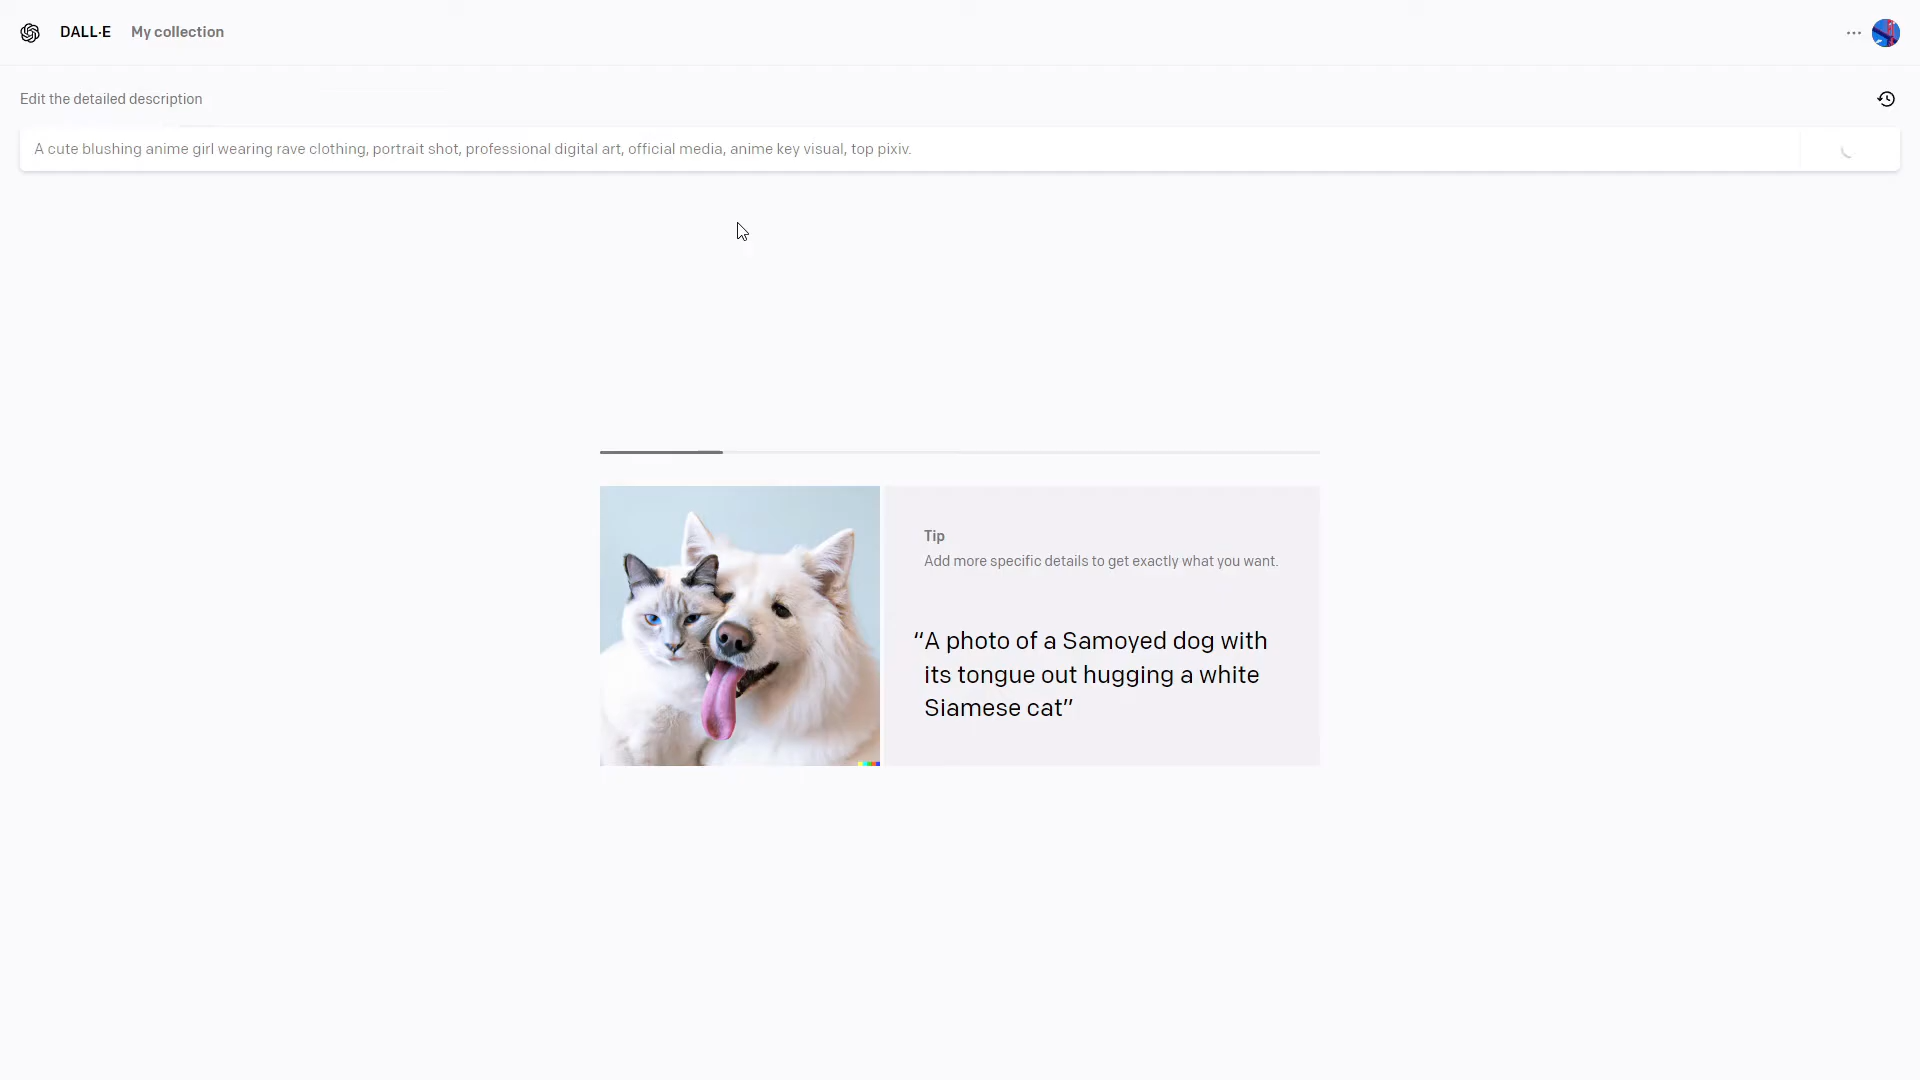 DALL·E
My collection
Edit the detailed description
A cute blushing anime girl wearing rave clothing, portrait shot, professional digital art, official media, anime key visual, top pixiv.
Tip
Add more specific details to get exactly what you want.
“A photo of a Samoyed dog with
its tongue out hugging a white
Siamese cat”